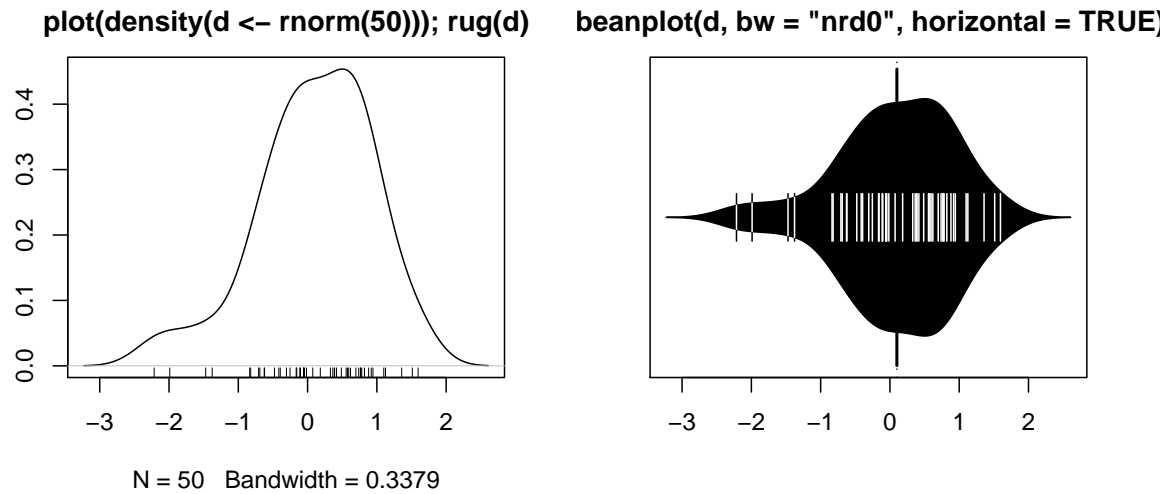 plot(density(d <- rnorm(50))); rug(d)
0.0
0.1
0.2
0.3
0.4
−3 −2 −1 0 1 2
N = 50 Bandwidth = 0.3379
beanplot(d, bw = "nrd0", horizontal = TRUE)
−3 −2 −1 0 1 2